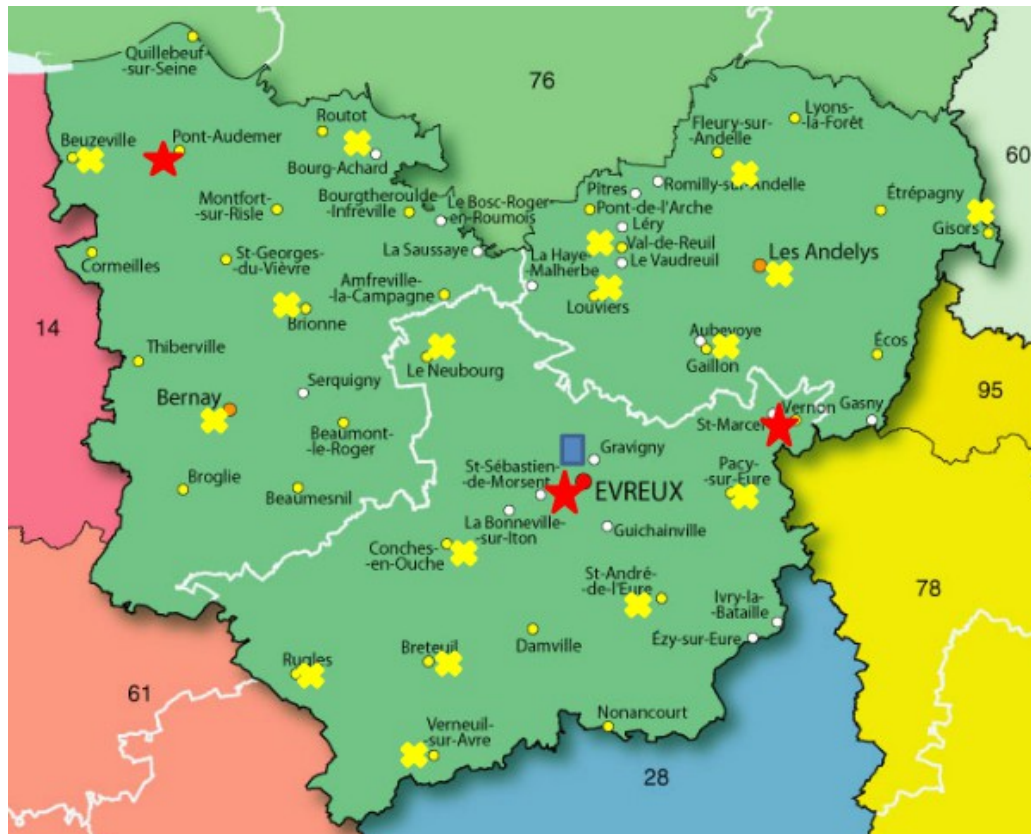 Quillebeuf-
-sur-Seine
76
Lyons-
-la-Forêt
Routot
Fleury-sur-
-Andelle
Beuzeville
Pont-Audemer
60
Bourg-Achard
Pîtres
Romilly-sur-Andelle
Étrépagny
Montfort-
-sur-Risle
Bourgtheroulde-
-Infreville
Le Bosc-Roger-
-en-Roumois
Pont-de-l'Arche
Léry
Gisors
La Saussaye
La Haye-
-Malherbe
Val-de-Reuil
Le Vaudreuil
Les Andelys
Cormeilles
St-Georges-
-du-Vièvre
Amfreville-
-la-Campagne
Louviers
14
Brionne
Aubevoye
Gaillon
Écos
Thiberville
Le Neubourg
Serquigny
95
Bernay
Vernon
Gasny
St-Marcel
Beaumont-
-le-Roger
Gravigny
St-Sébastien-
-de-Morsent
Pacy-
-sur-Eure
Broglie
Beaumesnil
EVREUX
La Bonneville-
-sur-Iton
Guichainville
Conches-
-en-Ouche
St-André-
-de-l'Eure
Ivry-la-
-Bataille
78
Ézy-sur-Eure
Damville
Breteuil
Rugles
61
Nonancourt
Verneuil-
-sur-Avre
28